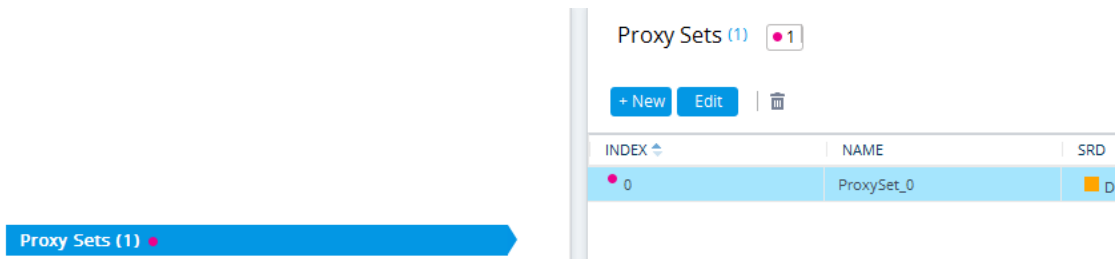 Proxy Sets (1) 1
+ New Edit
INDEX NAME SRD
0 ProxySet_0 D
Proxy Sets (1)